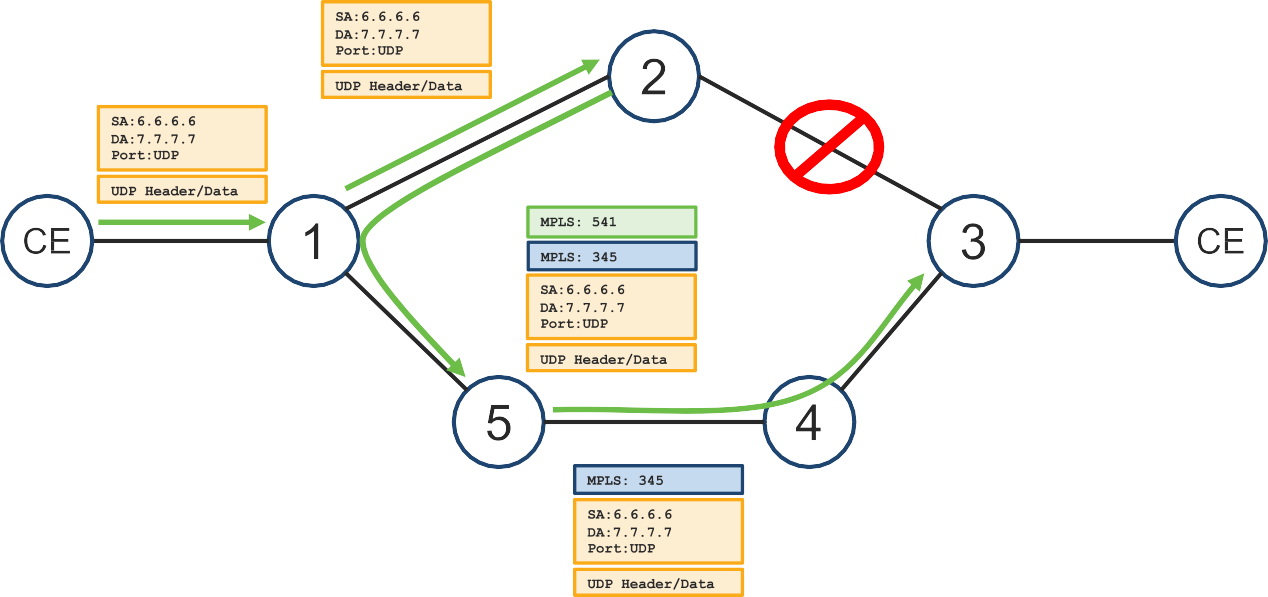 SA:6.6.6.6
DA:7.7.7.7
Port:UDP
UDP Header/Data
2
SA:6.6.6.6
DA:7.7.7.7
Port:UDP
UDP Header/Data
CE
1
MPLS: 541
MPLS: 345
SA:6.6.6.6
DA:7.7.7.7
Port:UDP
UDP Header/Data
3
CE
5
4
MPLS: 345
SA:6.6.6.6
DA:7.7.7.7
Port:UDP
UDP Header/Data